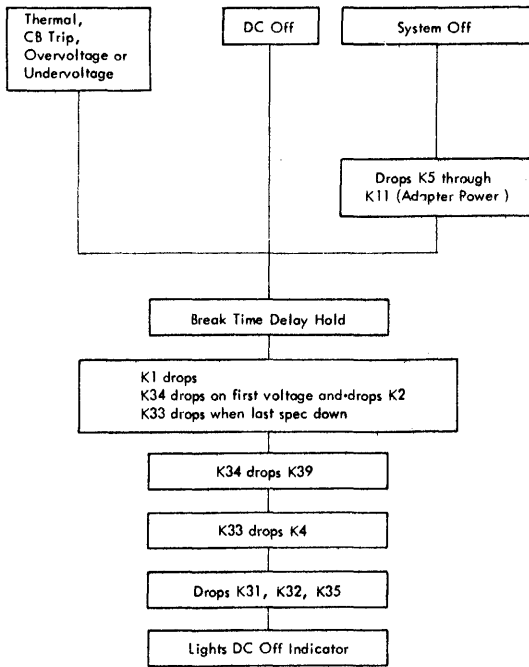 Thermal,
CB Trip,
Overvoltage or
Undervoltage
DC Off
System Off
Drops K5 through
K11 (Adapter Power )
Break Time Delay Hold
K1 drops
K34 drops on first voltage and·drops K2
K33 drops when last spec down
K34 drops K39
K33 drops K4
Drops K31, K32, K35
Lights DC Off Indicator